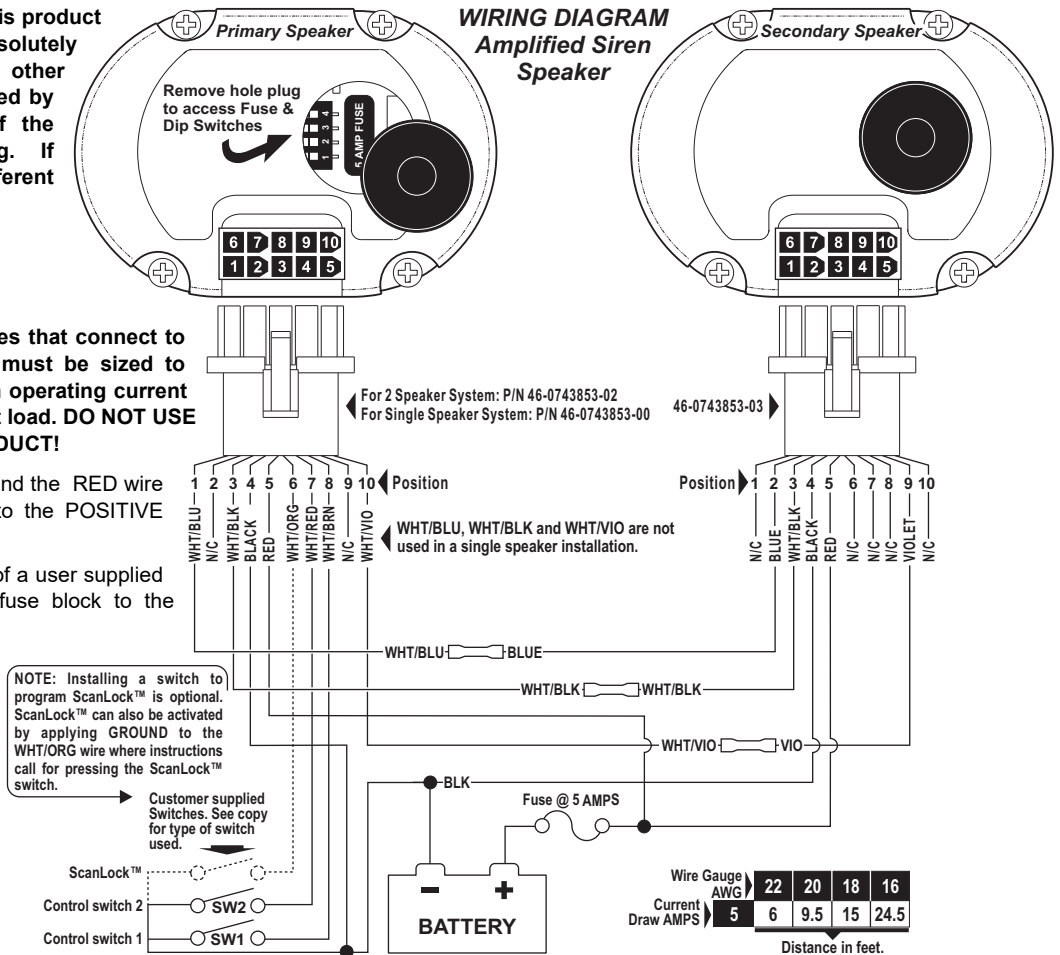 is product
solutely
other
ed by
f the
g. If
ferent
es that connect to
must be sized to
operating current
load. DO NOT USE
DUCT!
nd the RED wire
to the POSITIVE
of a user supplied
fuse block to the
WIRING DIAGRAM
Amplified Siren
Speaker
Primary Speaker
Remove hole plug
to access Fuse &
Dip Switches
1 2 3 4
5 AMP FUSE
6 7 8 9 10
1 2 3 4 5
Secondary Speaker
6 7 8 9 10
1 2 3 4 5
For 2 Speaker System: P/N 46-0743853-02
For Single Speaker System: P/N 46-0743853-00
46-0743853-03
1 2 3 4 5 6 7 8 9 10 Position
WHT/BLU
N/C
WHT/BLK
BLACK
RED
WHT/ORG
WHT/RED
WHT/BRN
N/C
WHT/VIO
Position 1 2 3 4 5 6 7 8 9 10
N/C
BLUE
WHT/BLK
BLACK
RED
N/C
N/C
N/C
VIOLET
N/C
WHT/BLU, WHT/BLK and WHT/VIO are not
used in a single speaker installation.
WHT/BLU BLUE
WHT/BLK WHT/BLK
WHT/VIO VIO
NOTE: Installing a switch to
program ScanLock™ is optional.
ScanLock™ can also be activated
by applying GROUND to the
WHT/ORG wire where instructions
call for pressing the ScanLock™
switch.
Customer supplied
Switches. See copy
for type of switch
used.
ScanLock™
Control switch 2 SW2
Control switch 1 SW1
BLK
Fuse @ 5 AMPS
- +
BATTERY
Wire Gauge
AWG 22 20 18 16
Current
Draw AMPS 5 6 9.5 15 24.5
Distance in feet.